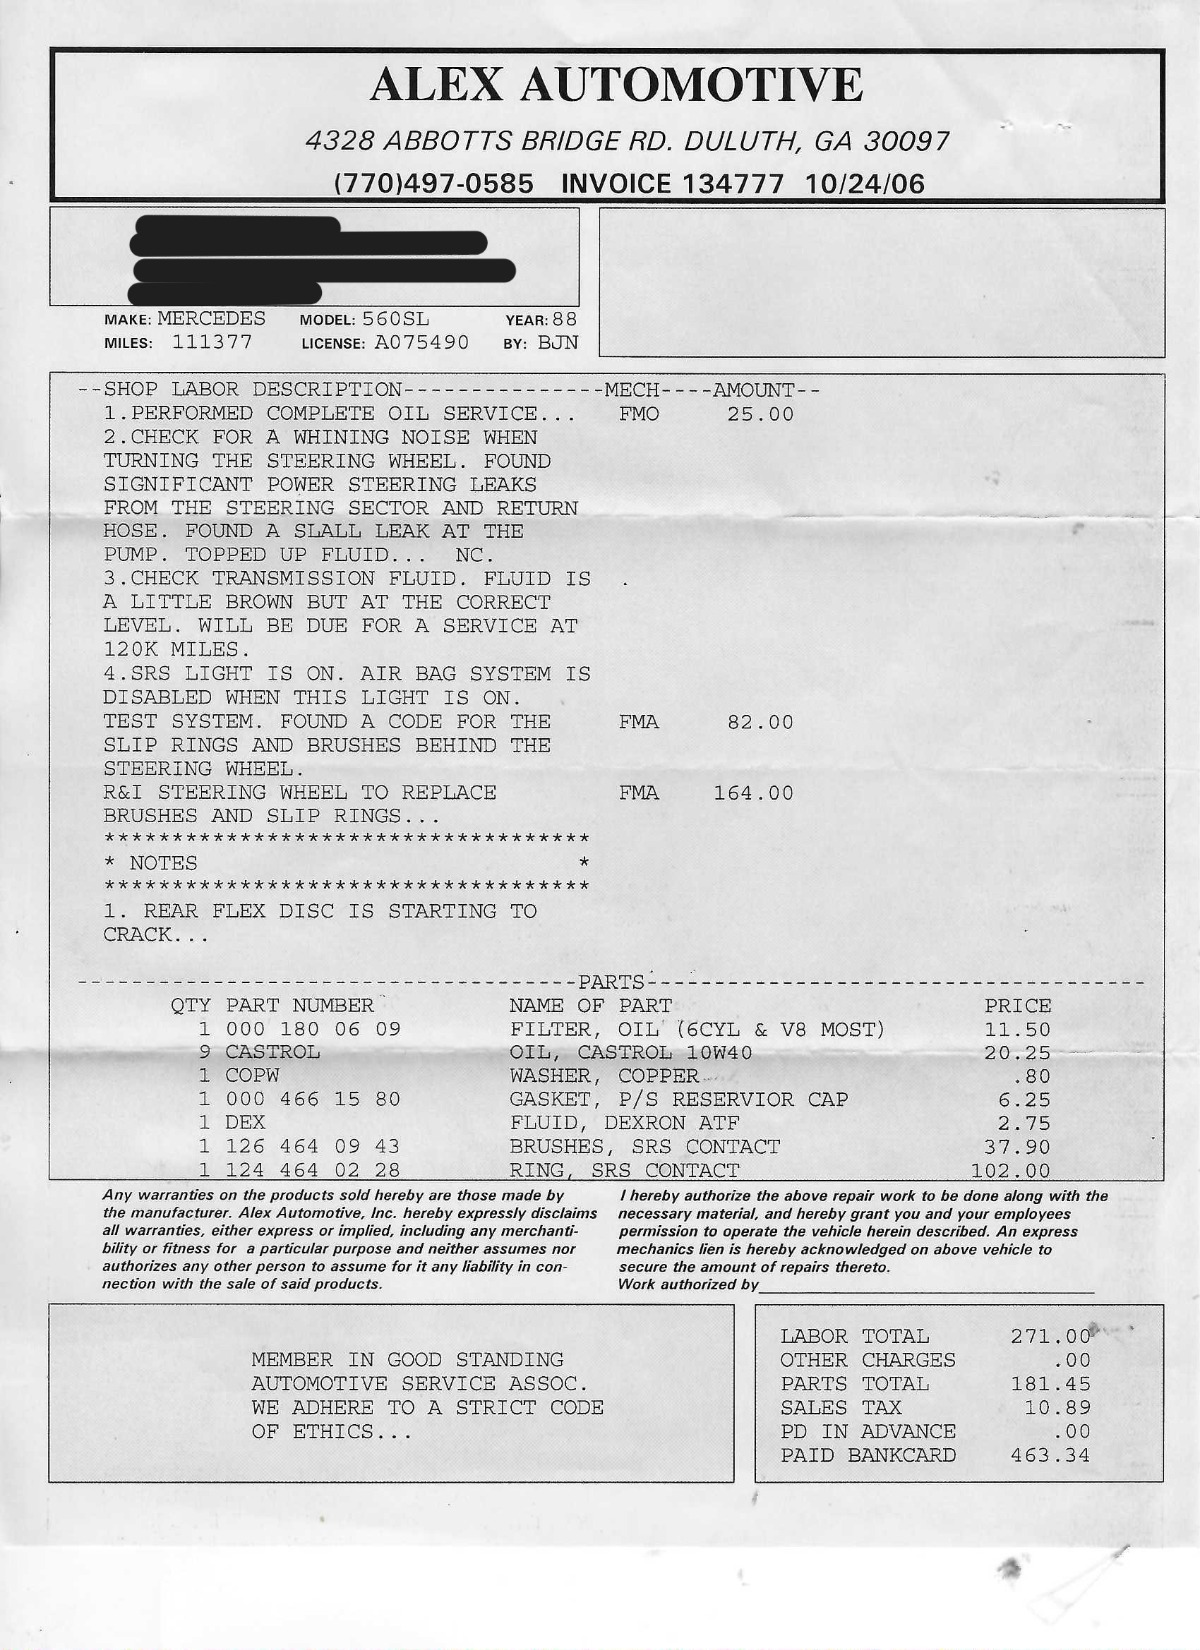 ALEX AUTOMOTIVE
4328 ABBOTTS BRIDGE RD. DULUTH, GA 30097
(770)497-0585 INVOICE 134777 10/24/06
MAKE: MERCEDES MODEL: 560SL YEAR: 88
MILES: 111377 LICENSE: A075490 BY: BJN
--SHOP LABOR DESCRIPTION---------------MECH----AMOUNT--
1.PERFORMED COMPLETE OIL SERVICE... FMO 25.00
2.CHECK FOR A WHINING NOISE WHEN
TURNING THE STEERING WHEEL. FOUND
SIGNIFICANT POWER STEERING LEAKS
FROM THE STEERING SECTOR AND RETURN
HOSE. FOUND A SLALL LEAK AT THE
PUMP. TOPPED UP FLUID... NC.
3.CHECK TRANSMISSION FLUID. FLUID IS .
A LITTLE BROWN BUT AT THE CORRECT
LEVEL. WILL BE DUE FOR A SERVICE AT
120K MILES.
4.SRS LIGHT IS ON. AIR BAG SYSTEM IS
DISABLED WHEN THIS LIGHT IS ON.
TEST SYSTEM. FOUND A CODE FOR THE FMA 82.00
SLIP RINGS AND BRUSHES BEHIND THE
STEERING WHEEL.
R&I STEERING WHEEL TO REPLACE FMA 164.00
BRUSHES AND SLIP RINGS...
************************************
* NOTES *
************************************
1. REAR FLEX DISC IS STARTING TO
CRACK...
-------------------------------------PARTS-------------------------------------
QTY PART NUMBER NAME OF PART PRICE
1 000 180 06 09 FILTER, OIL (6CYL & V8 MOST) 11.50
9 CASTROL OIL, CASTROL 10W40 20.25
1 COPW WASHER, COPPER .80
1 000 466 15 80 GASKET, P/S RESERVIOR CAP 6.25
1 DEX FLUID, DEXRON ATF 2.75
1 126 464 09 43 BRUSHES, SRS CONTACT 37.90
1 124 464 02 28 RING, SRS CONTACT 102.00
Any warranties on the products sold hereby are those made by
the manufacturer. Alex Automotive, Inc. hereby expressly disclaims
all warranties, either express or implied, including any merchanti-
bility or fitness for a particular purpose and neither assumes nor
authorizes any other person to assume for it any liability in con-
nection with the sale of said products.
I hereby authorize the above repair work to be done along with the
necessary material, and hereby grant you and your employees
permission to operate the vehicle herein described. An express
mechanics lien is hereby acknowledged on above vehicle to
secure the amount of repairs thereto.
Work authorized by
MEMBER IN GOOD STANDING
AUTOMOTIVE SERVICE ASSOC.
WE ADHERE TO A STRICT CODE
OF ETHICS...
LABOR TOTAL 271.00
OTHER CHARGES .00
PARTS TOTAL 181.45
SALES TAX 10.89
PD IN ADVANCE .00
PAID BANKCARD 463.34